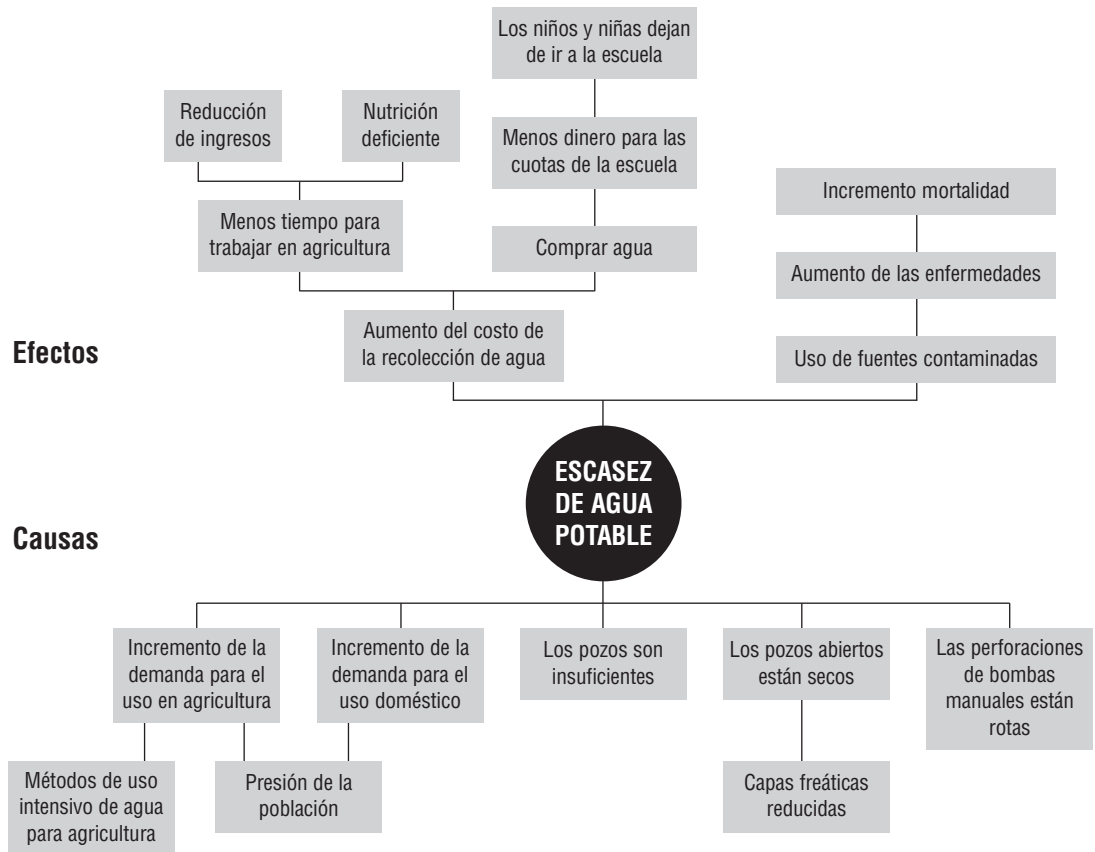 Los niños y niñas dejan
de ir a la escuela
Reducción
de ingresos
Nutrición
deficiente
Menos dinero para las
cuotas de la escuela
Incremento mortalidad
Menos tiempo para
trabajar en agricultura
Comprar agua
Aumento de las enfermedades
Efectos
Aumento del costo de
la recolección de agua
Uso de fuentes contaminadas
ESCASEZ
DE AGUA
POTABLE
Causas
Incremento de la
demanda para el
uso en agricultura
Incremento de la
demanda para el
uso doméstico
Los pozos son
insuficientes
Los pozos abiertos
están secos
Las perforaciones
de bombas
manuales están
rotas
Métodos de uso
intensivo de agua
para agricultura
Presión de la
población
Capas freáticas
reducidas